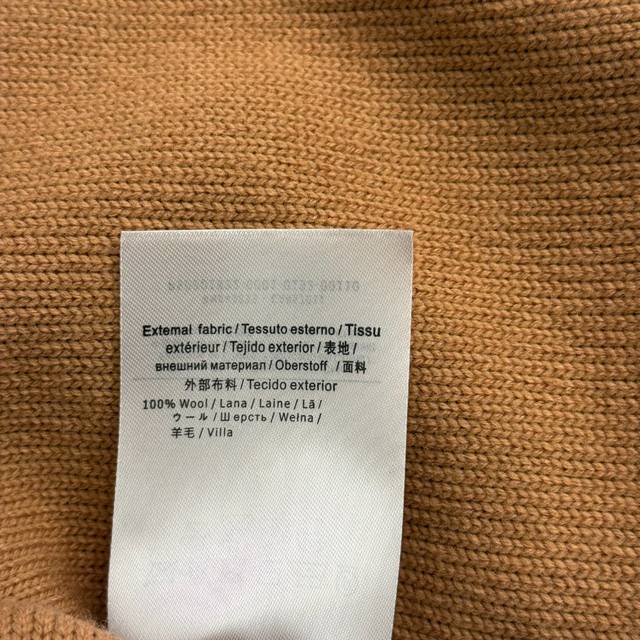 External fabric / Tessuto esterno / Tissu
extérieur / Tejido exterior / 表地 /
внешний материал / Oberstoff / 面料
外部布料 / Tecido exterior
100% Wool / Lana / Laine / Lã /
ウール / Шерсть / Wełna /
羊毛 / Villa